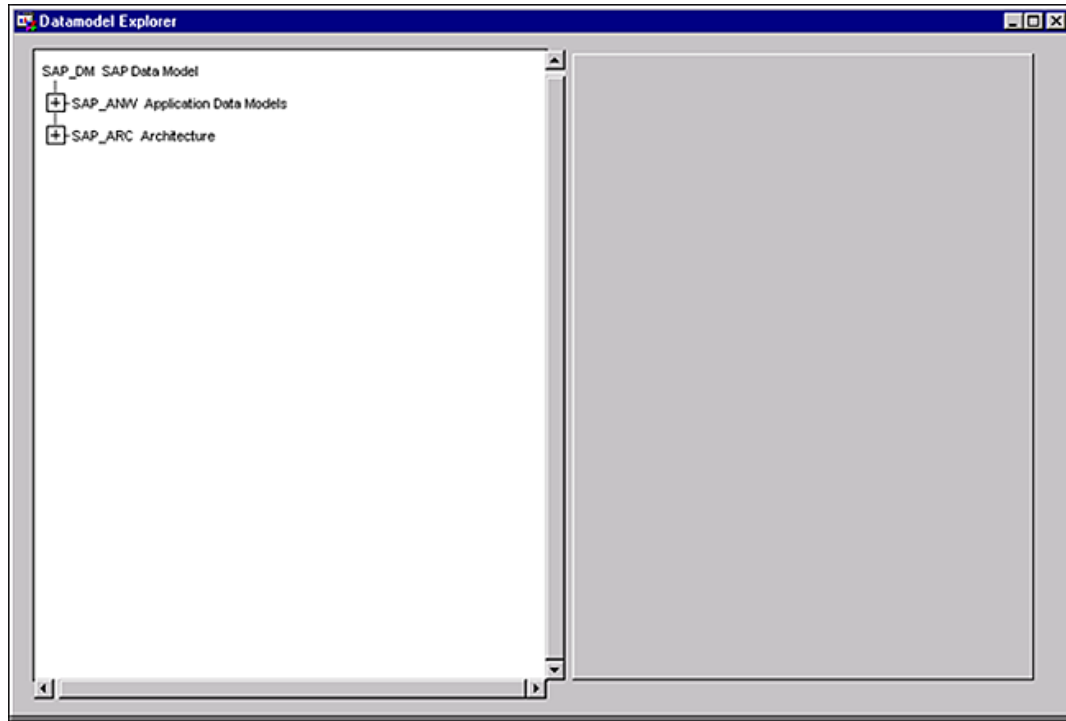 Datamodel Explorer
SAP_DM SAP Data Model
SAP_ANW Application Data Models
SAP_ARC Architecture